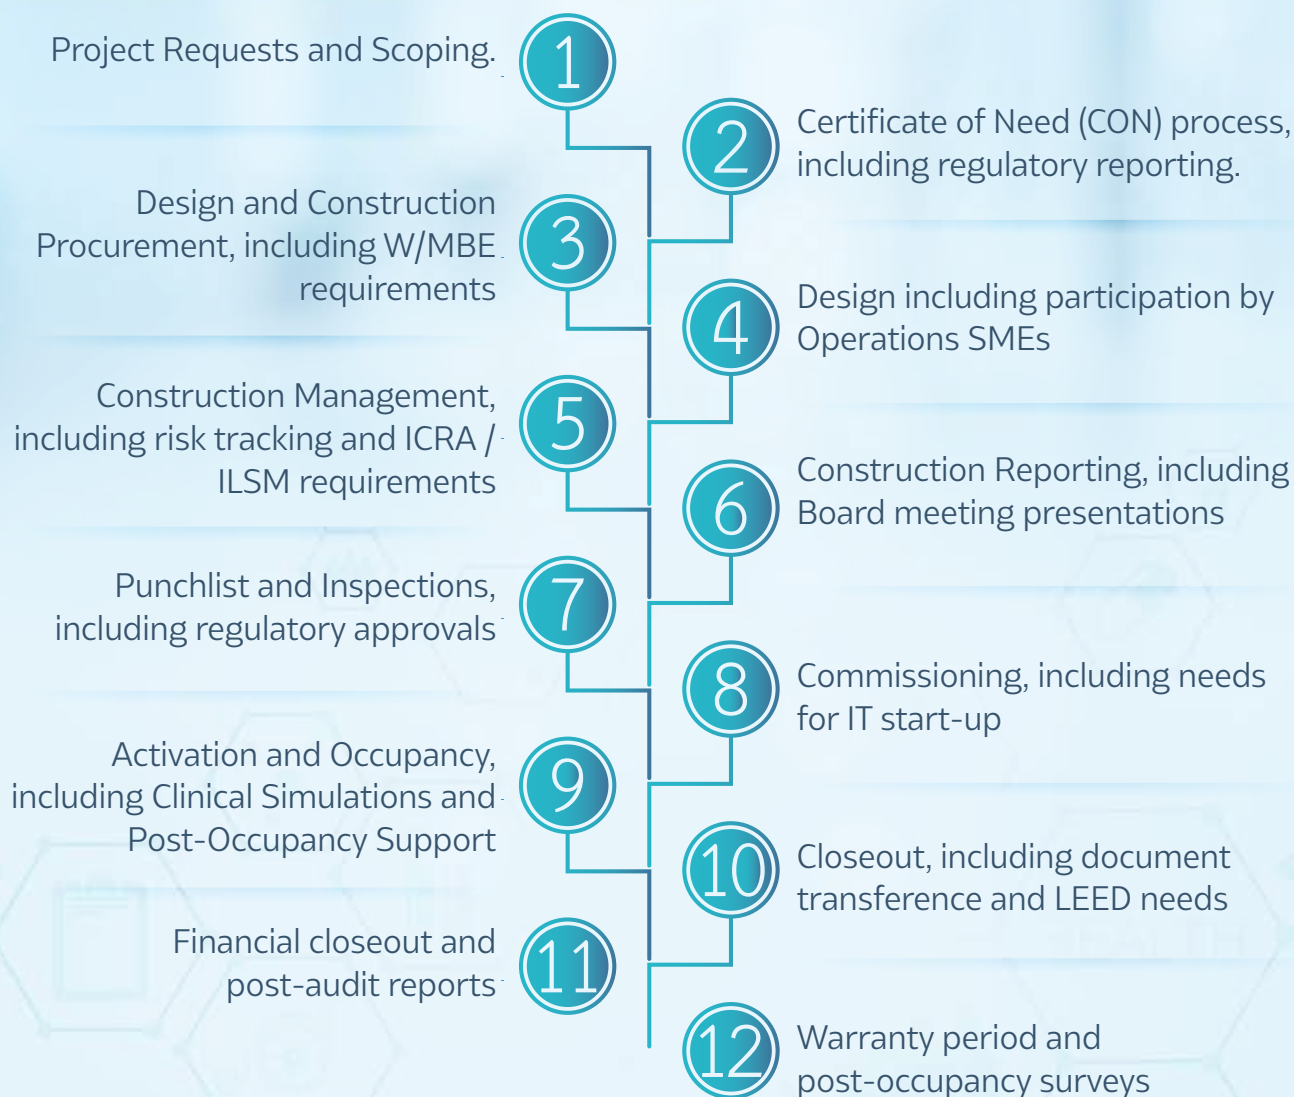 1
Project Requests and Scoping.
2
Certificate of Need (CON) process,
including regulatory reporting.
3
Design and Construction
Procurement, including W/MBE
requirements
4
Design including participation by
Operations SMEs
5
Construction Management,
including risk tracking and ICRA /
ILSM requirements
6
Construction Reporting, including
Board meeting presentations
7
Punchlist and Inspections,
including regulatory approvals
8
Commissioning, including needs
for IT start-up
9
Activation and Occupancy,
including Clinical Simulations and
Post-Occupancy Support
10
Closeout, including document
transference and LEED needs
11
Financial closeout and
post-audit reports
12
Warranty period and
post-occupancy surveys